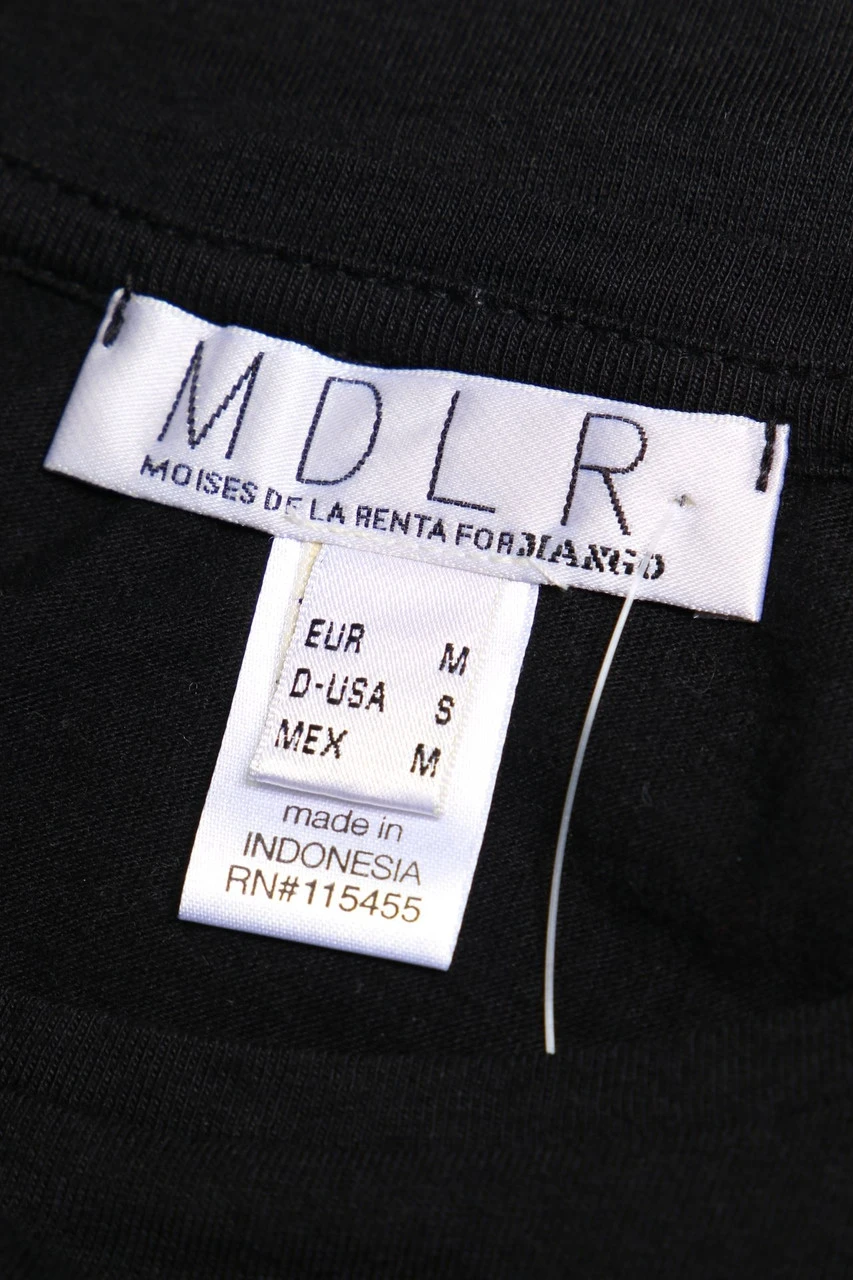 MDLR
MOISES DE LA RENTA FOR MANGO
EUR M
D-USA S
MEX M
made in
INDONESIA
RN#115455